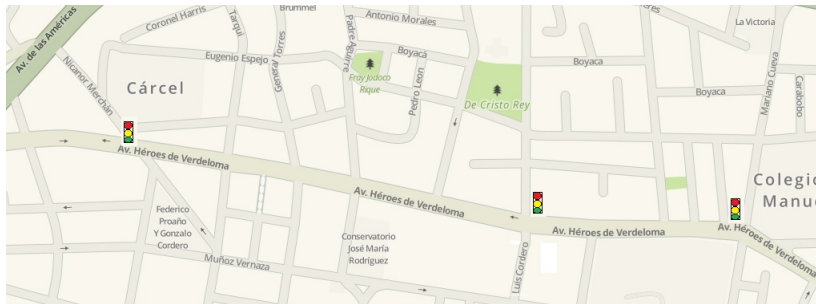 Av. de las Américas
Coronel Harris
Tarqui
Brummel
Padre Aguirre
Antonio Morales
La Victoria
Nicanor Merchán
Eugenio Espejo
General Torres
Boyacá
Boyaca
Cárcel
Fray Jodoco
Rique
Pedro Leon
De Cristo Rey
Boyaca
Mariano Cueva
Carabobo
Av. Héroes de Verdeloma
Av. Héroes de Verdeloma
Av. Héroes de Verdeloma
Av. Héroes de Verdeloma
Colegio
Manu
Federico
Proaño
Y Gonzalo
Cordero
Conservatorio
José María
Rodriguez
Muñoz Vernaza
Luis Cordero